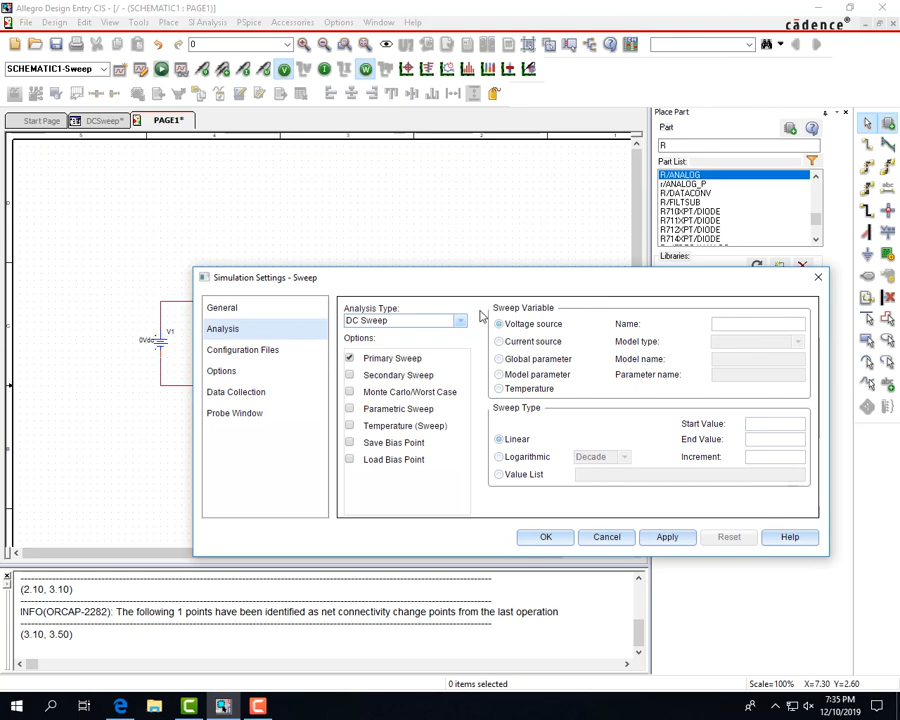 Allegro Design Entry CIS - [/ - (SCHEMATIC1 : PAGE1)]
File Design Edit View Tools Place SI Analysis PSpice Accessories Options Window Help
cādence
0
SCHEMATIC1-Sweep
Start Page DCSweep* PAGE1*
Place Part
Part
R
Part List:
R/ANALOG
r/ANALOG_P
R/DATACONV
R/FILTSUB
R710XPT/DIODE
R711XPT/DIODE
R712XPT/DIODE
R714XPT/DIODE
Libraries:
5 4 3 2 1
D
C
B
V1
0Vdc
Simulation Settings - Sweep
General
Analysis
Configuration Files
Options
Data Collection
Probe Window
Analysis Type:
DC Sweep
Options:
Primary Sweep
Secondary Sweep
Monte Carlo/Worst Case
Parametric Sweep
Temperature (Sweep)
Save Bias Point
Load Bias Point
Sweep Variable
Voltage source Name:
Current source Model type:
Global parameter Model name:
Model parameter Parameter name:
Temperature
Sweep Type
Start Value:
Linear End Value:
Logarithmic Decade Increment:
Value List
OK Cancel Apply Reset Help
(2.10, 3.10)
INFO(ORCAP-2282): The following 1 points have been identified as net connectivity change points from the last operation
(3.10, 3.50)
0 items selected Scale=100% X=7.30 Y=2.60
7:35 PM
12/10/2019